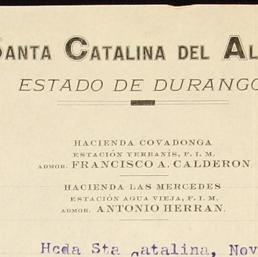 SANTA CATALINA DEL AL
ESTADO DE DURANGO
HACIENDA COVADONGA
ESTACIÓN YERBANÍS, F. I. M.
ADMOR. FRANCISCO A. CALDERON
HACIENDA LAS MERCEDES
ESTACIÓN AGUA VIEJA, F. I. M.
ADMOR. ANTONIO HERRAN.
Hcda Sta Catalina, Nov